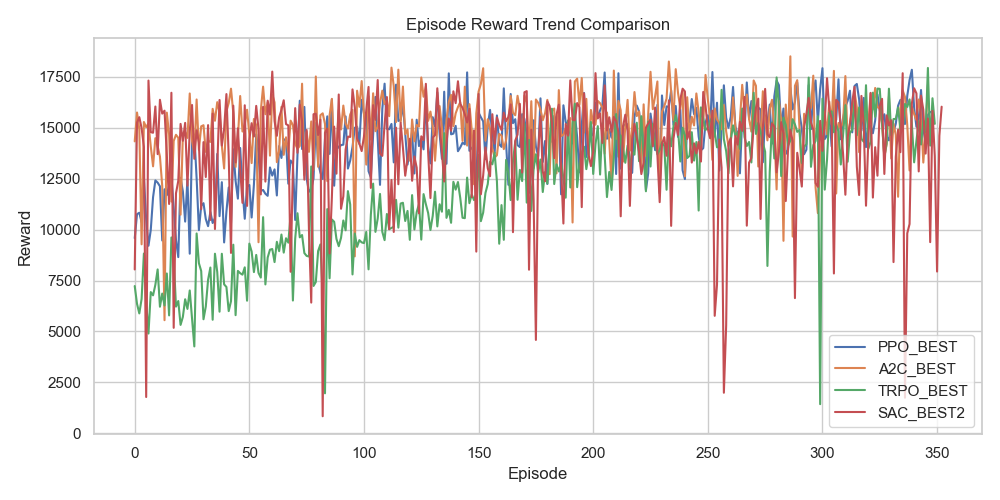 Episode Reward Trend Comparison
Reward
17500
15000
12500
10000
7500
5000
2500
0
0 50 100 150 200 250 300 350
Episode
PPO_BEST
A2C_BEST
TRPO_BEST
SAC_BEST2